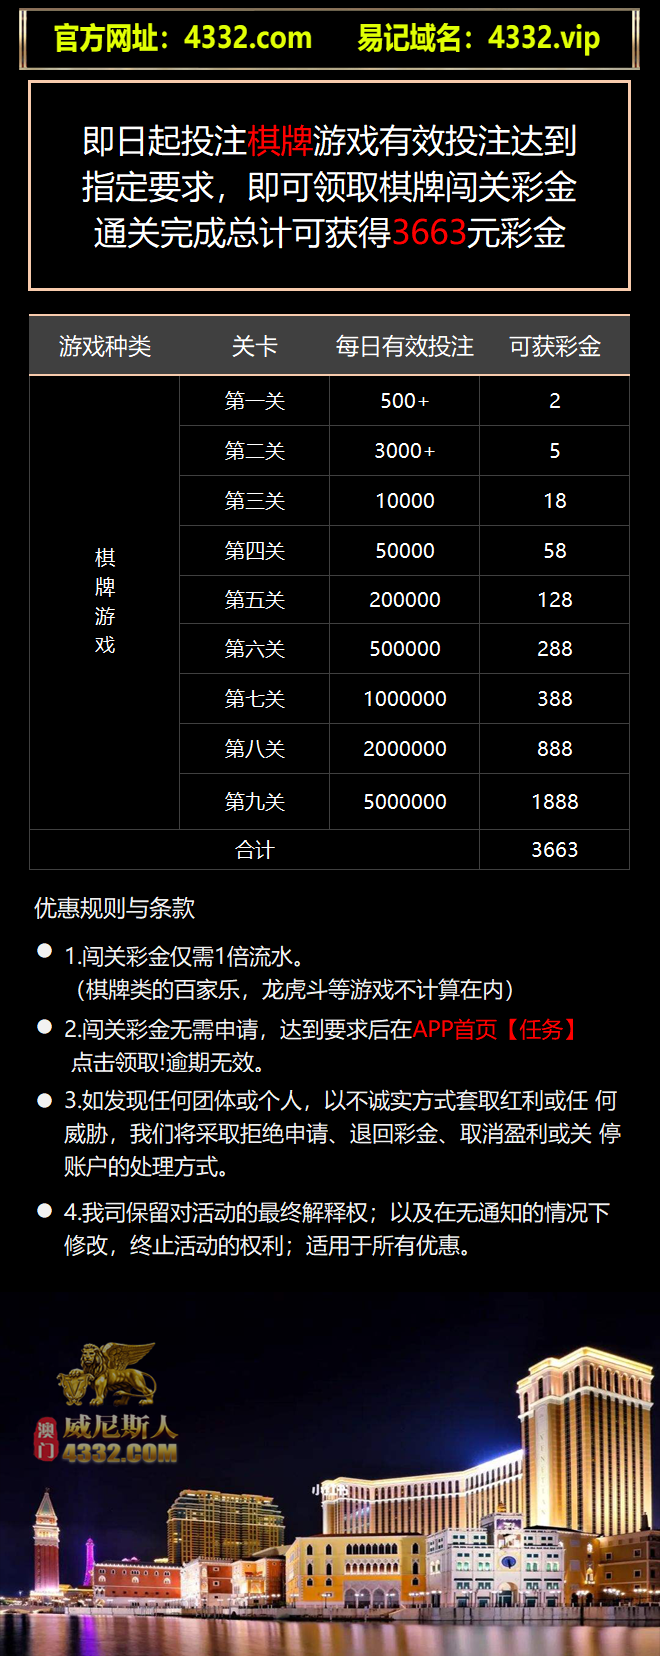 官方网址：4332.com 易记域名：4332.vip
即日起投注棋牌游戏有效投注达到
指定要求，即可领取棋牌闯关彩金
通关完成总计可获得3663元彩金
游戏种类 关卡 每日有效投注 可获彩金
第一关 500+ 2
第二关 3000+ 5
第三关 10000 18
第四关 50000 58
棋
牌
游
戏
第五关 200000 128
第六关 500000 288
第七关 1000000 388
第八关 2000000 888
第九关 5000000 1888
合计 3663
优惠规则与条款
1.闯关彩金仅需1倍流水。
（棋牌类的百家乐，龙虎斗等游戏不计算在内）
2.闯关彩金无需申请，达到要求后在APP首页【任务】
点击领取!逾期无效。
3.如发现任何团体或个人，以不诚实方式套取红利或任 何
威胁，我们将采取拒绝申请、退回彩金、取消盈利或关 停
账户的处理方式。
4.我司保留对活动的最终解释权；以及在无通知的情况下
修改，终止活动的权利；适用于所有优惠。
澳门 威尼斯人
4332.COM